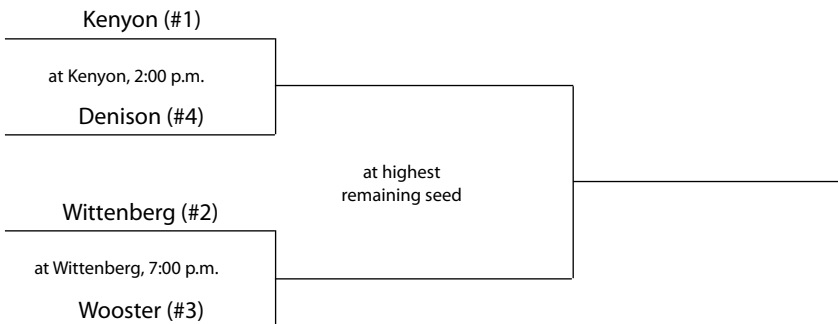 Kenyon (#1)
at Kenyon, 2:00 p.m.
Denison (#4)
at highest
remaining seed
Wittenberg (#2)
at Wittenberg, 7:00 p.m.
Wooster (#3)